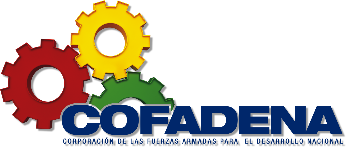 COFADENA
CORPORACIÓN DE LAS FUERZAS ARMADAS PARA EL DESARROLLO NACIONAL